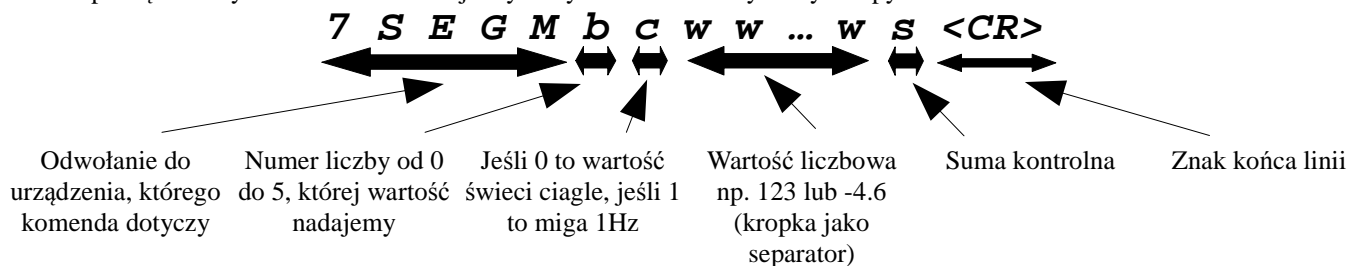 7 S E G M b c w w … w s <CR>
Odwołanie do urządzenia, którego komenda dotyczy
Numer liczby od 0 do 5, której wartość nadajemy
Jeśli 0 to wartość świeci ciagle, jeśli 1 to miga 1Hz
Wartość liczbowa np. 123 lub -4.6 (kropka jako separator)
Suma kontrolna
Znak końca linii